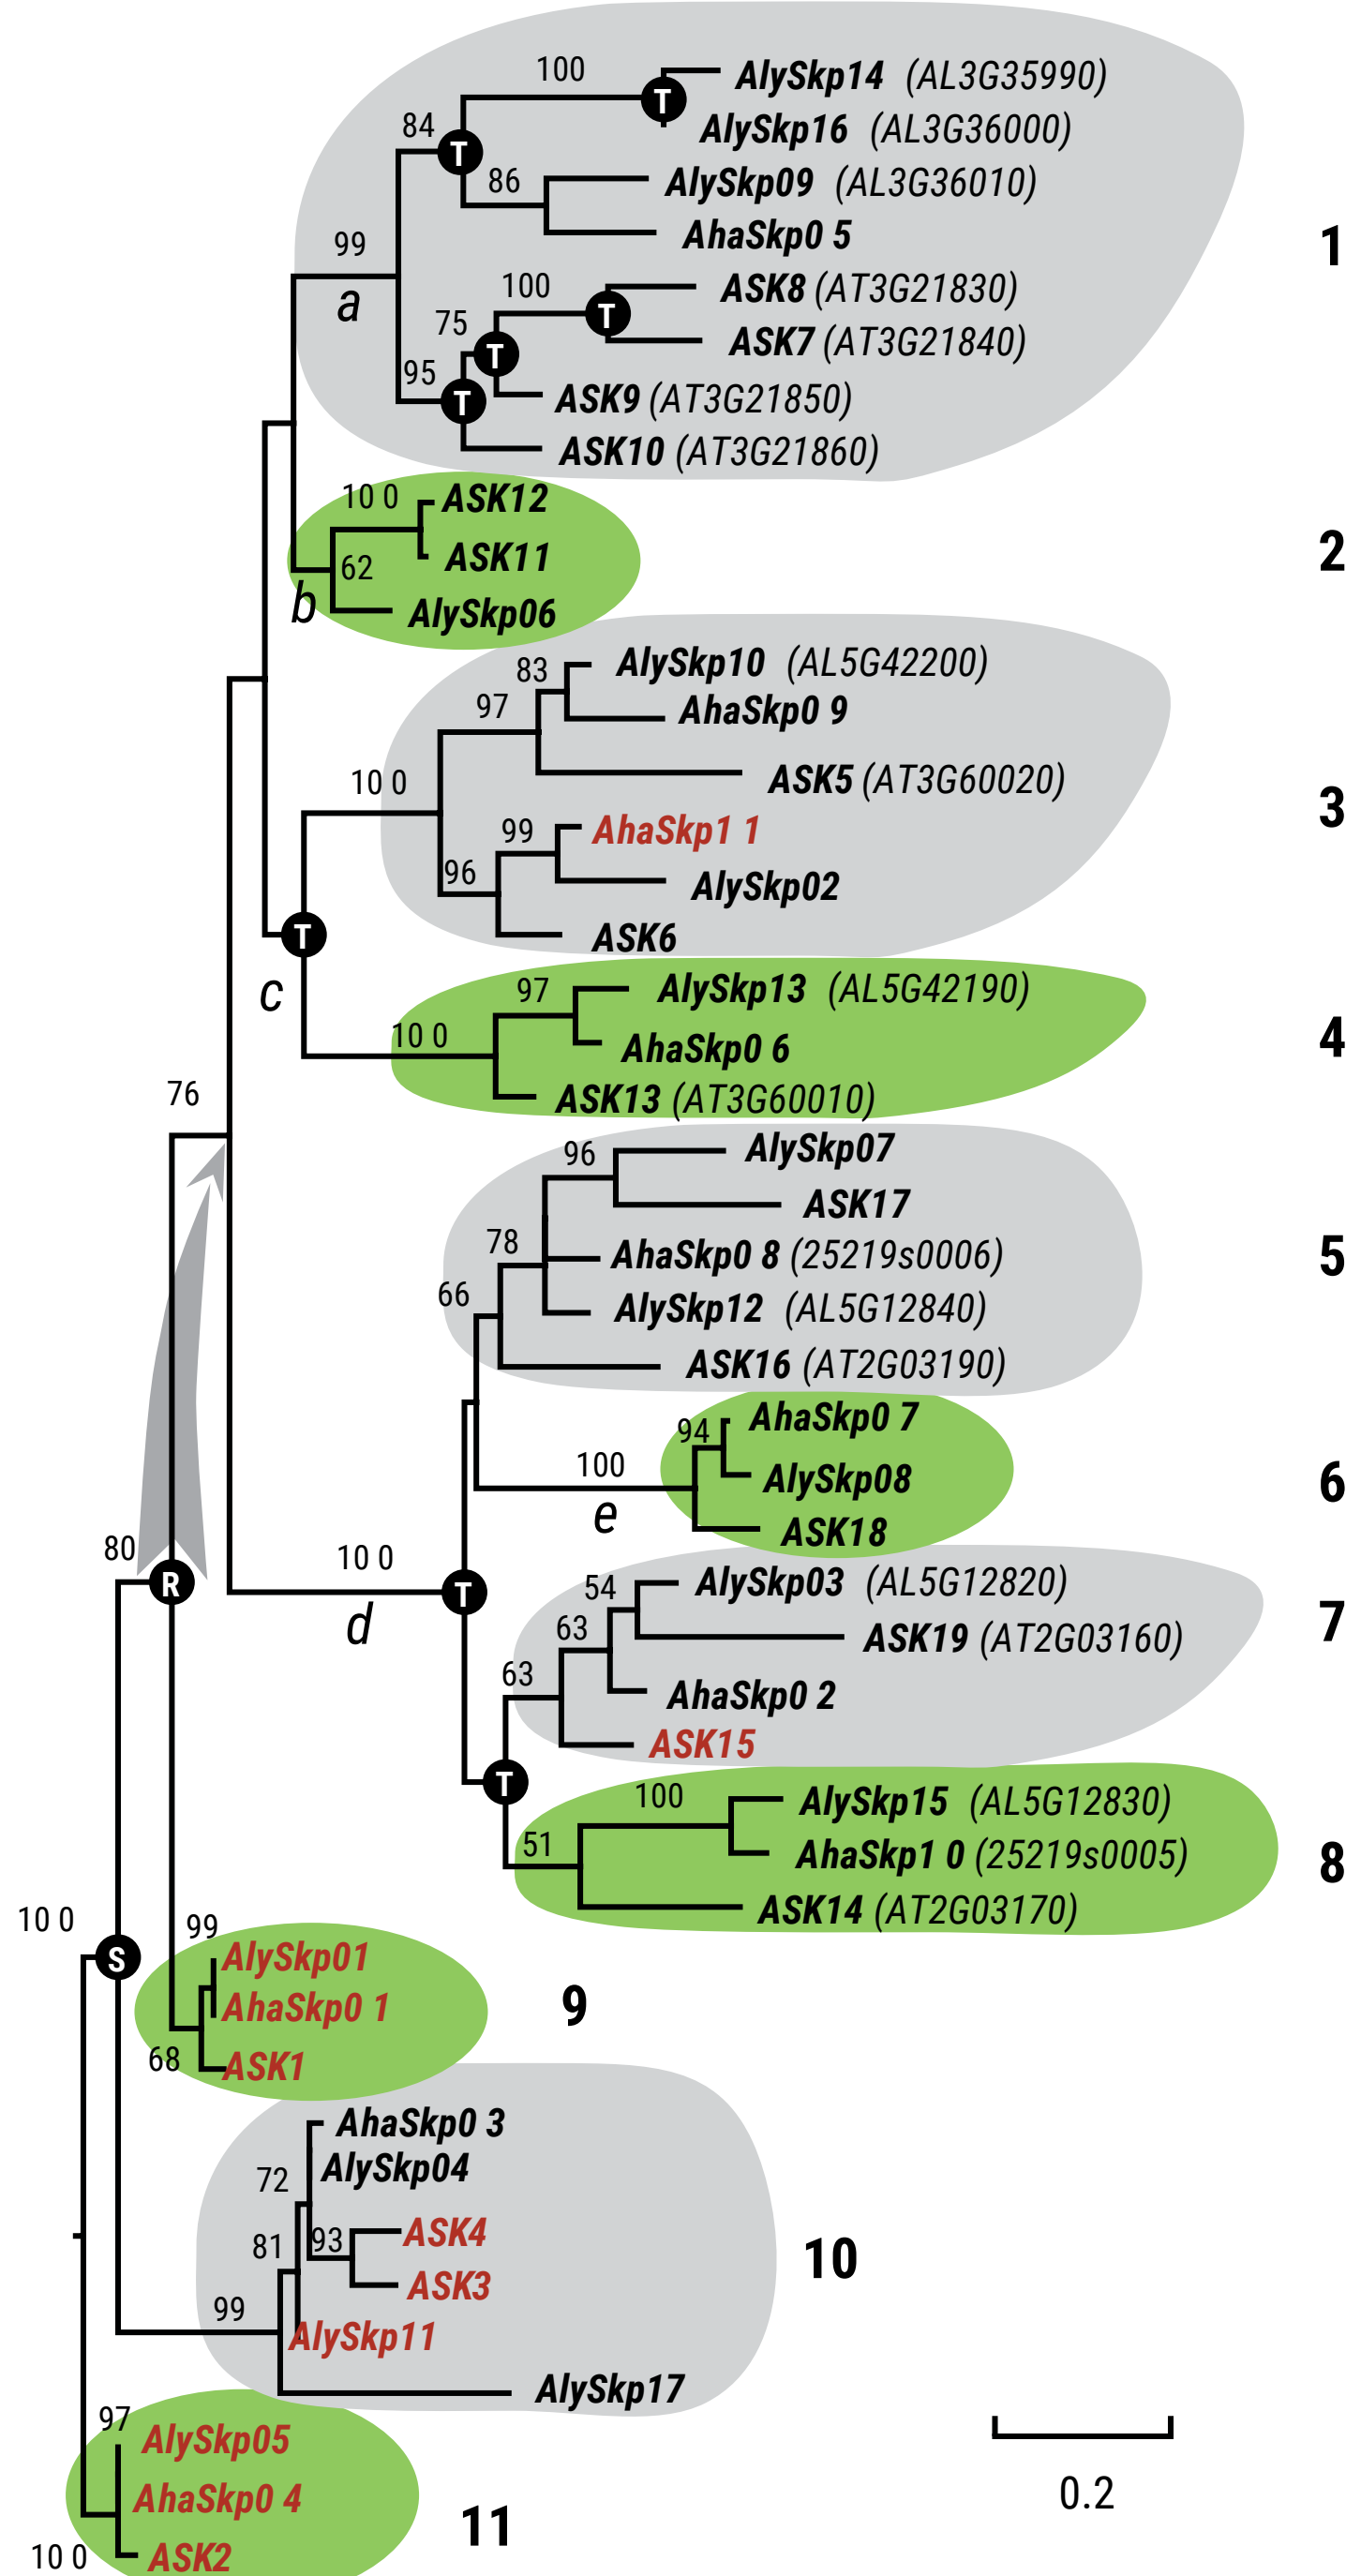 100
AlySkp14 (AL3G35990)
T
84
AlySkp16 (AL3G36000)
T
86
AlySkp09 (AL3G36010)
99
AhaSkp0 5
1
a
100
ASK8 (AT3G21830)
T
75
ASK7 (AT3G21840)
T
95
ASK9 (AT3G21850)
T
ASK10 (AT3G21860)
10 0
ASK12
62
ASK11
2
b
AlySkp06
83
AlySkp10 (AL5G42200)
97
AhaSkp0 9
10 0
ASK5 (AT3G60020)
3
99
AhaSkp1 1
96
AlySkp02
T
ASK6
c
97
AlySkp13 (AL5G42190)
10 0
AhaSkp0 6
4
ASK13 (AT3G60010)
76
96
AlySkp07
ASK17
78
AhaSkp0 8 (25219s0006)
5
66
AlySkp12 (AL5G12840)
ASK16 (AT2G03190)
94
AhaSkp0 7
100
AlySkp08
6
e
ASK18
80
10 0
R
T
54
AlySkp03 (AL5G12820)
7
d
63
ASK19 (AT2G03160)
63
AhaSkp0 2
ASK15
T
100
AlySkp15 (AL5G12830)
51
AhaSkp1 0 (25219s0005)
8
ASK14 (AT2G03170)
10 0
99
S
AlySkp01
AhaSkp0 1
9
68
ASK1
AhaSkp0 3
72
AlySkp04
81
93
ASK4
10
ASK3
99
AlySkp11
AlySkp17
97
AlySkp05
0.2
AhaSkp0 4
11
10 0
ASK2